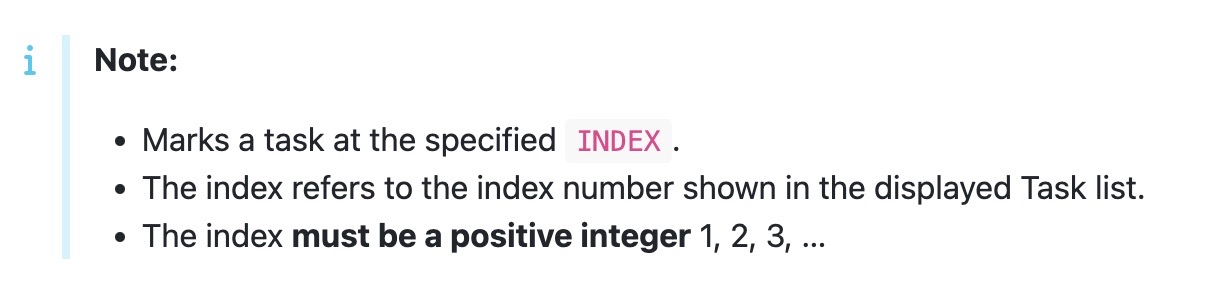 i Note:
• Marks a task at the specified INDEX.
• The index refers to the index number shown in the displayed Task list.
• The index must be a positive integer 1, 2, 3, ...